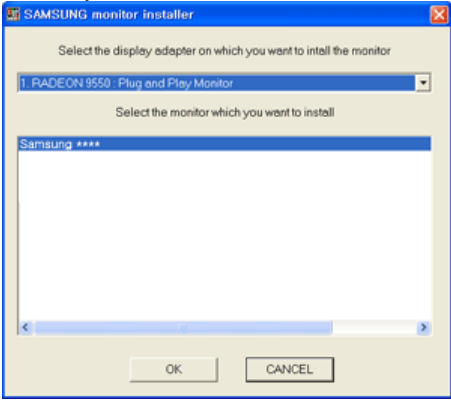 SAMSUNG monitor installer
Select the display adapter on which you want to intall the monitor
1. RADEON 9550 : Plug and Play Monitor
Select the monitor which you want to install
Samsung ****
OK
CANCEL